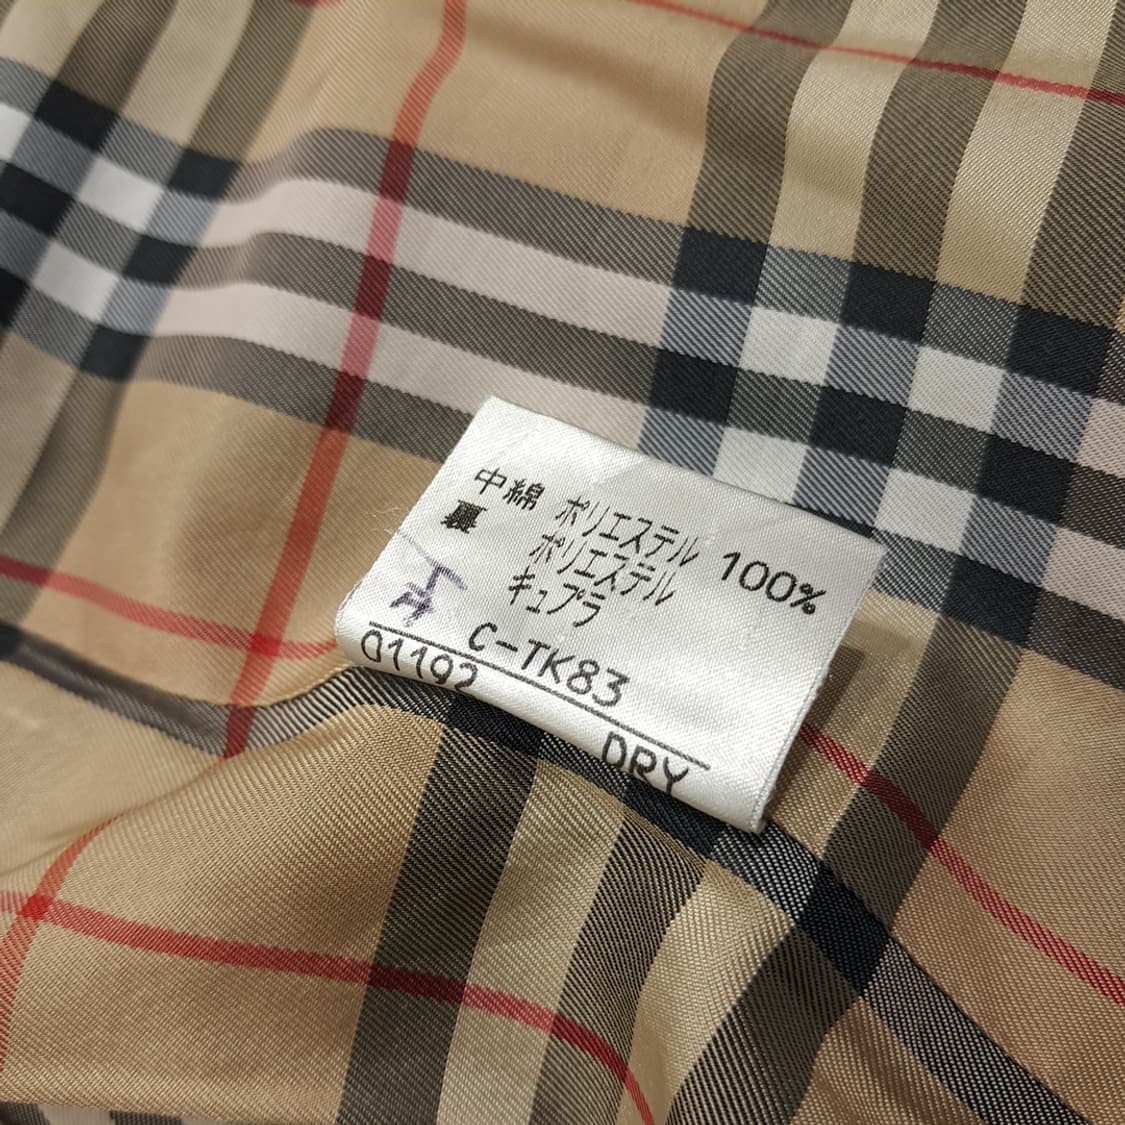 中綿 ポリエステル 100%
裏 ポリエステル
キュプラ
C-TK83
01192
DRY